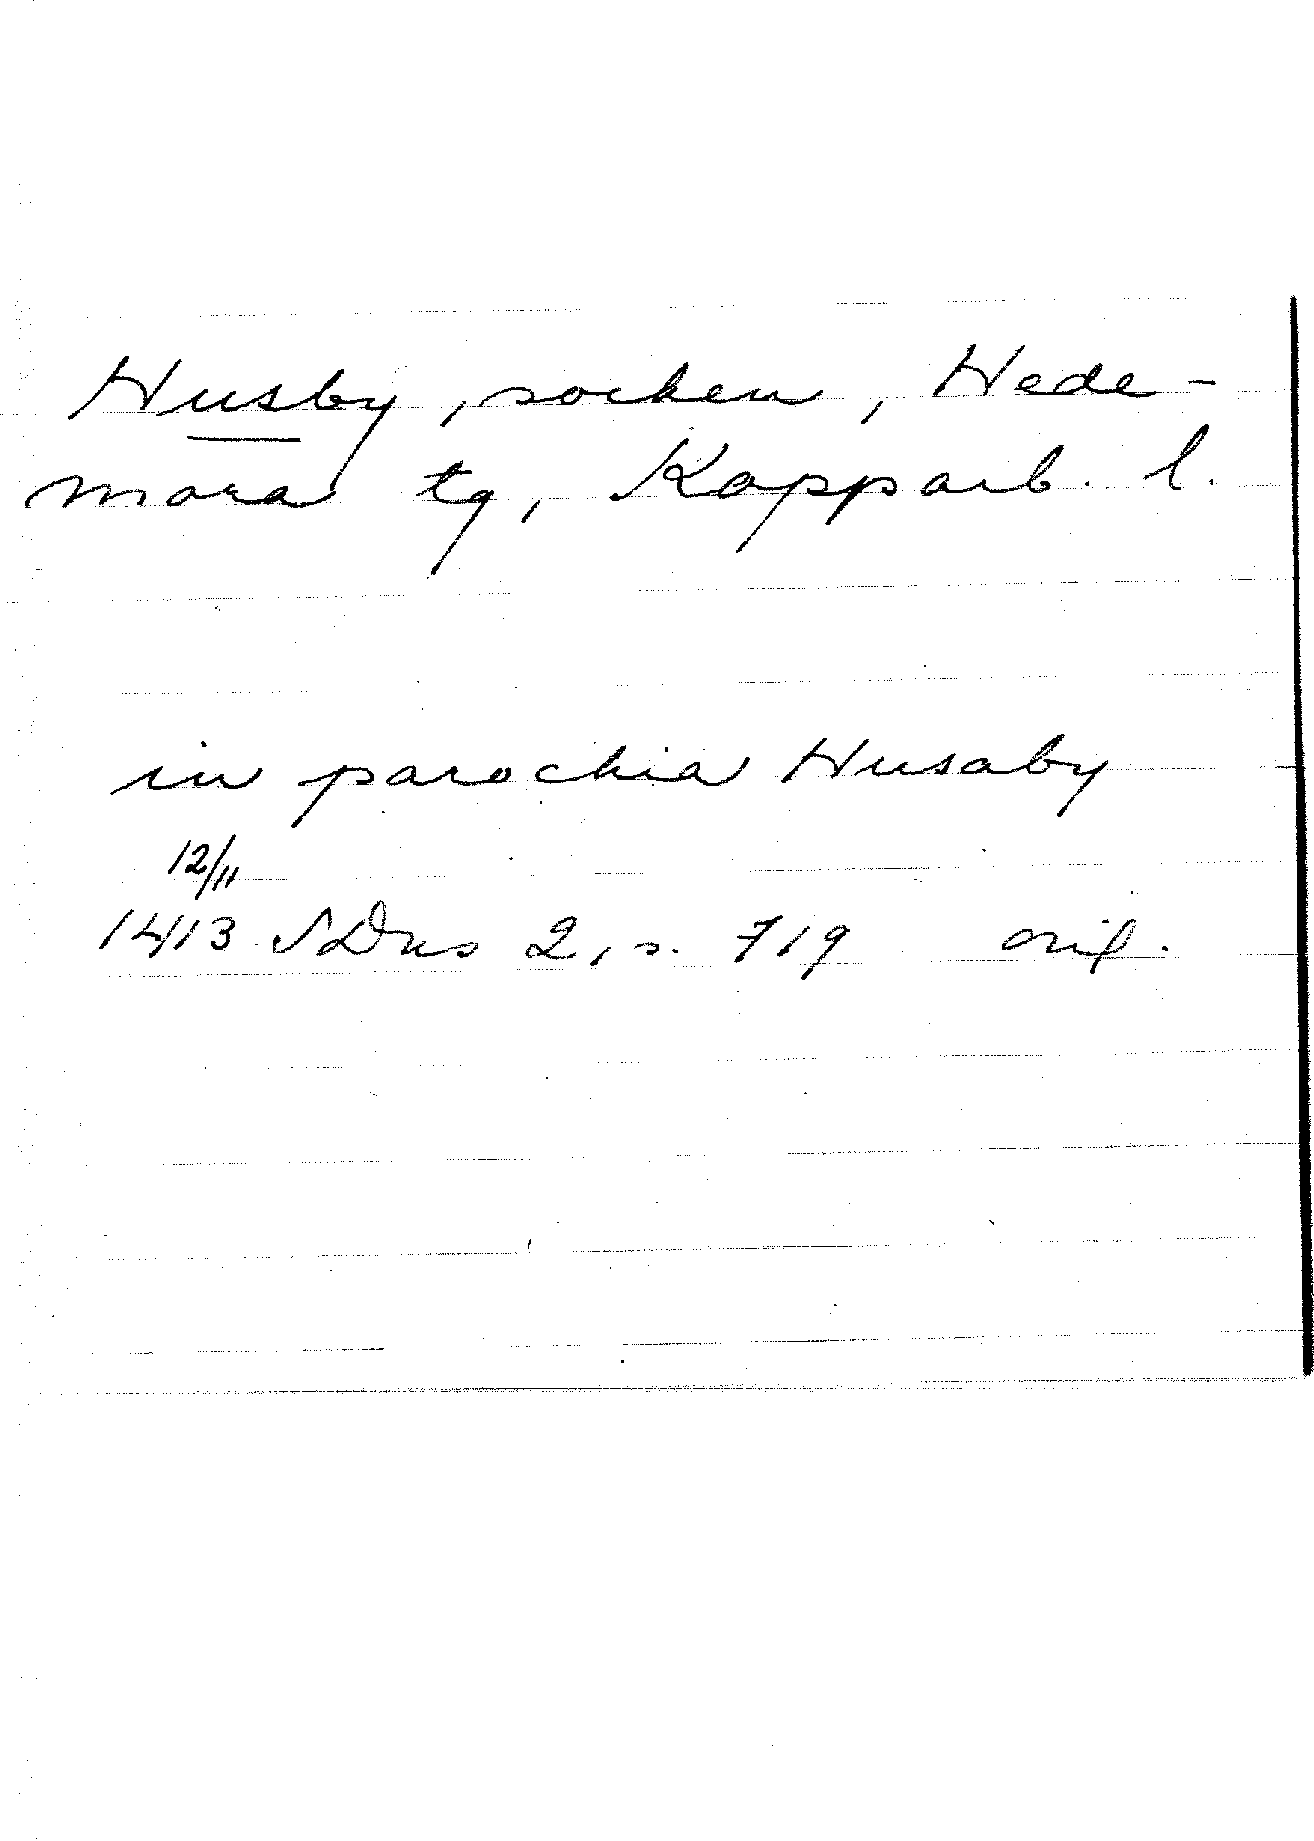 Husby, socken, Hede-
mora tg, Kopparb. l.
in parochia Husaby
12/11
1413 SDns 2, s. 719 orig.